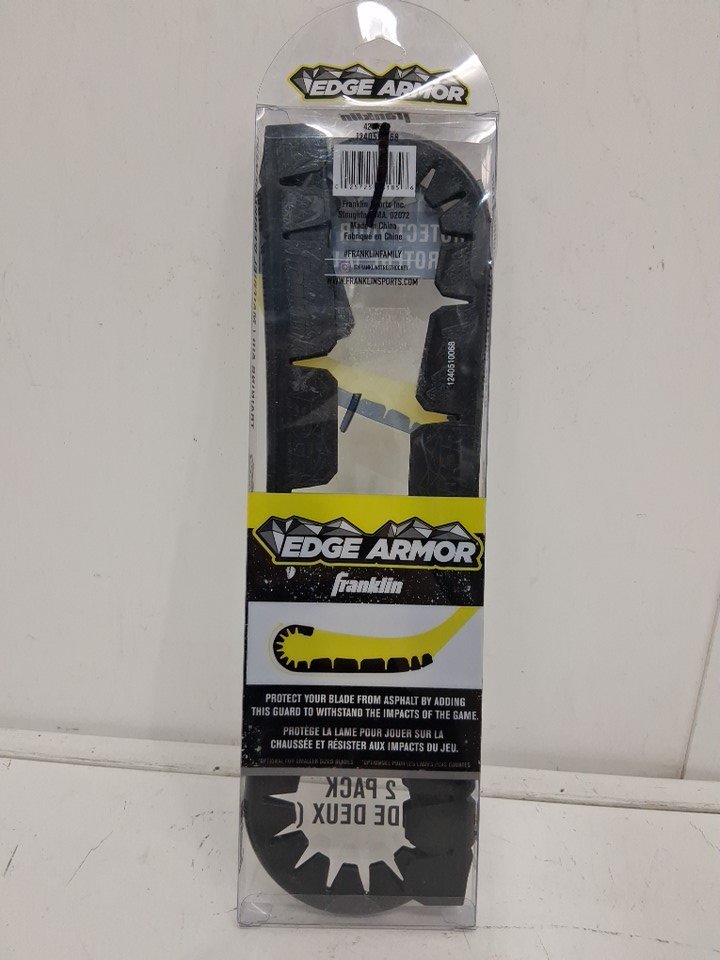 EDGE ARMOR
franklin
1240510068
Franklin Sports Inc.
Stoughton MA. 02072
Made in China
Fabriqué en Chine
#FRANKLINFAMILY
WWW.FRANKLINSPORTS.COM
1240510068
EDGE ARMOR
franklin
PROTECT YOUR BLADE FROM ASPHALT BY ADDING
THIS GUARD TO WITHSTAND THE IMPACTS OF THE GAME.
PROTÈGE LA LAME POUR JOUER SUR LA
CHAUSSÉE ET RÉSISTER AUX IMPACTS DU JEU.
2 PACK
DE DEUX (